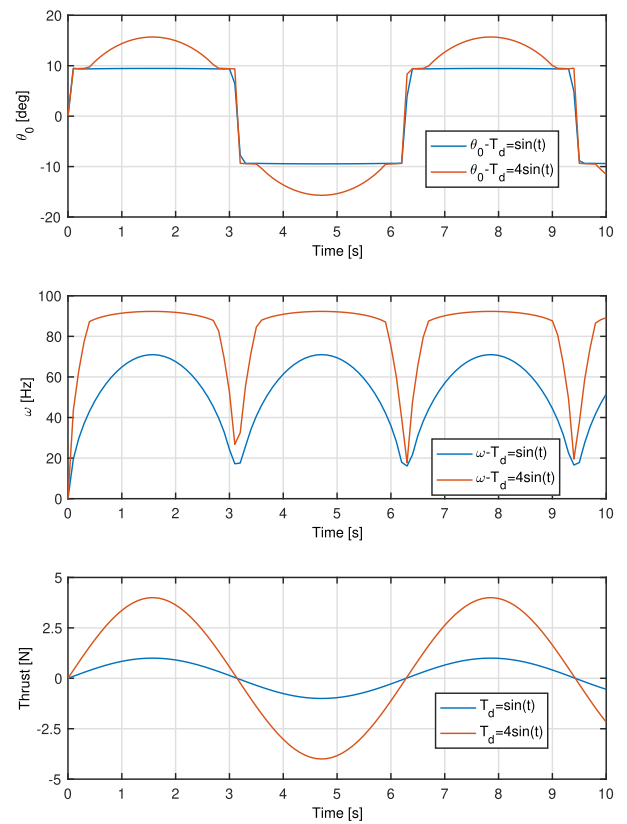 20
10
0
-10
-20
θ0 [deg]
θ0-Td=sin(t)
θ0-Td=4sin(t)
0 1 2 3 4 5 6 7 8 9 10
Time [s]
100
80
60
40
20
0
ω [Hz]
ω-Td=sin(t)
ω-Td=4sin(t)
0 1 2 3 4 5 6 7 8 9 10
Time [s]
5
2.5
0
-2.5
-5
Thrust [N]
Td=sin(t)
Td=4sin(t)
0 1 2 3 4 5 6 7 8 9 10
Time [s]